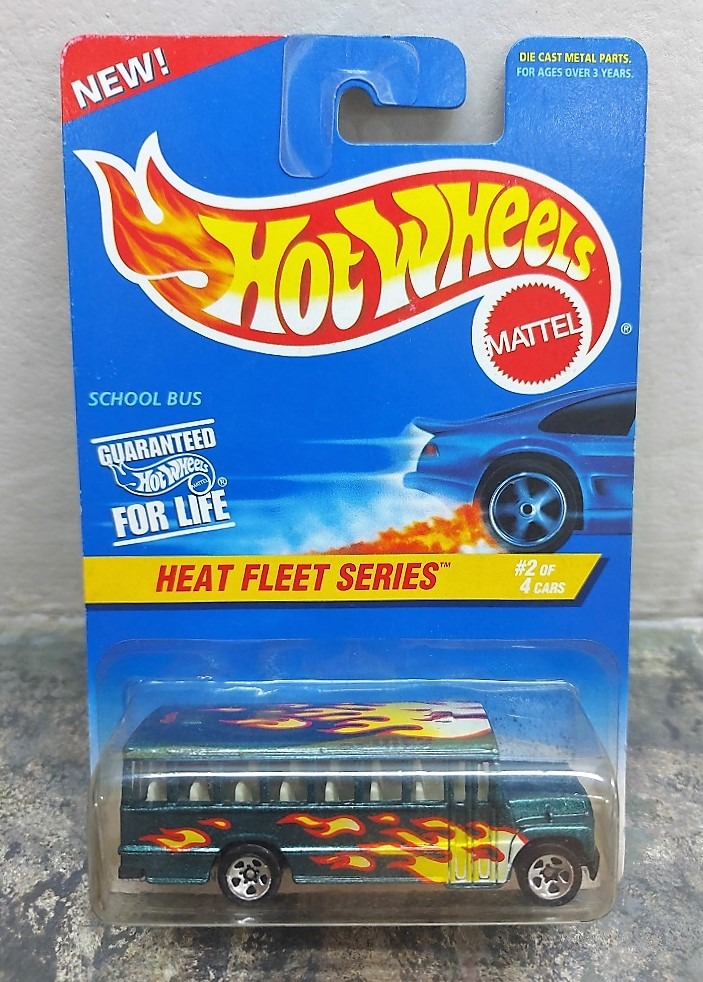 NEW!
DIE CAST METAL PARTS.
FOR AGES OVER 3 YEARS.
HOT WHEELS
MATTEL
®
SCHOOL BUS
GUARANTEED
HOT WHEELS
MATTEL
®
FOR LIFE
HEAT FLEET SERIES™
#2 OF
4 CARS